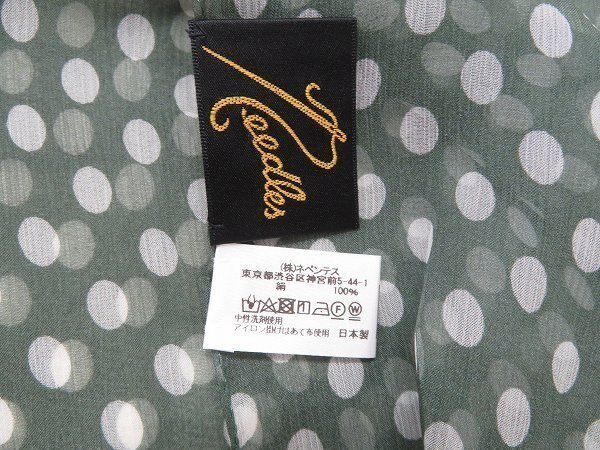 Needles
(株)ネペンテス
東京都渋谷区神宮前5-44-1
絹 100%
F W
中性洗剤使用
アイロン掛けはあて布使用 日本製